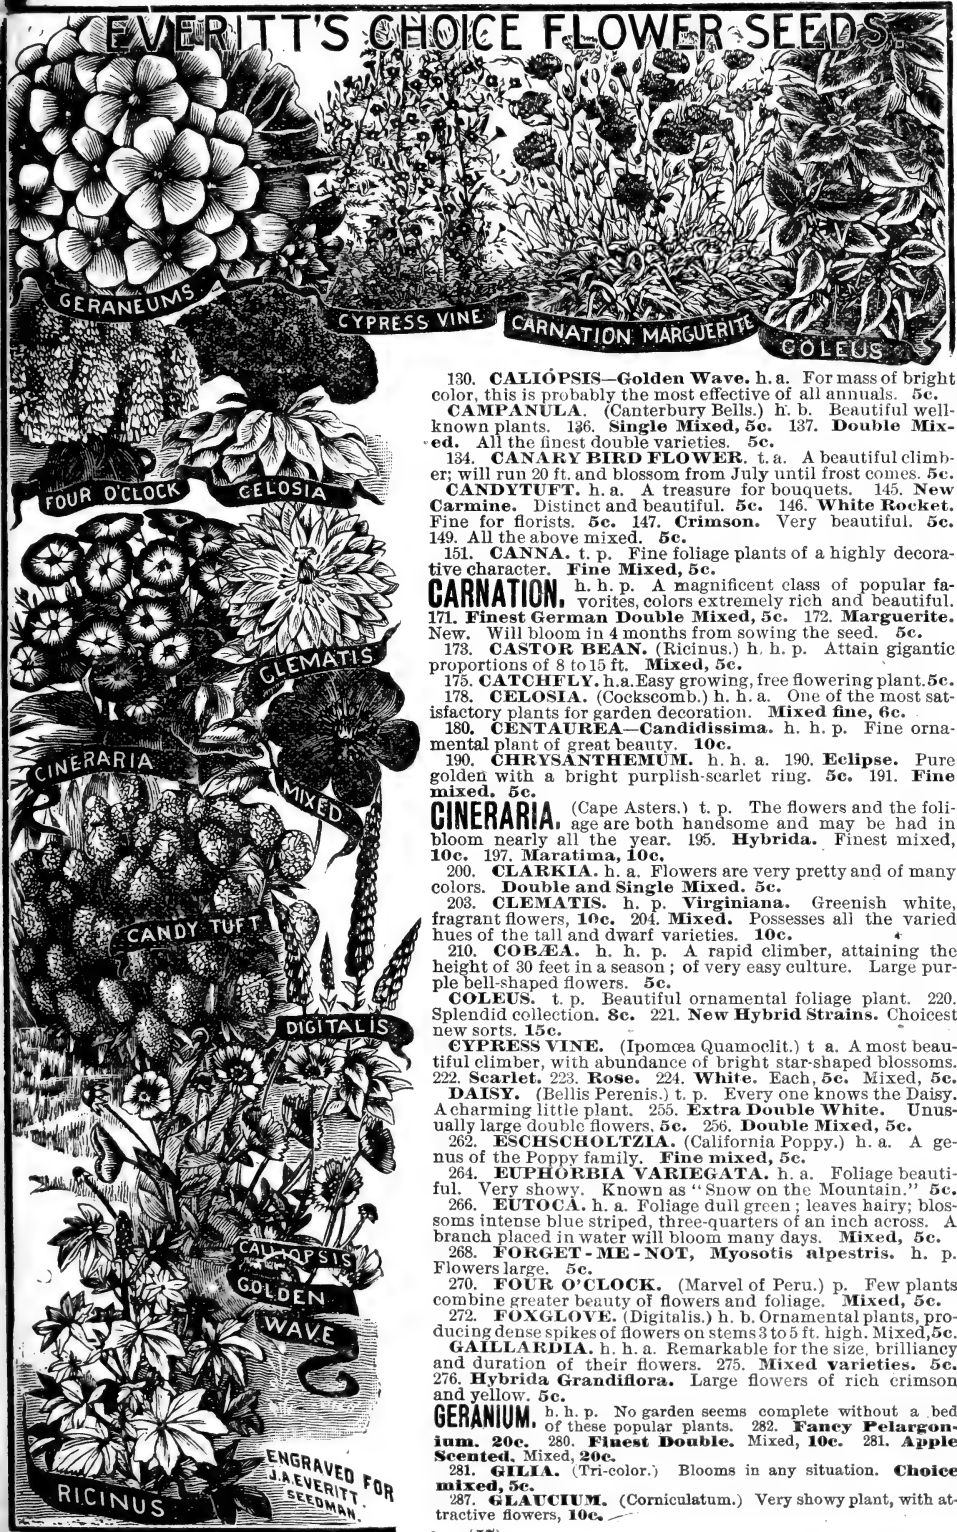 EVERITT'S CHOICE FLOWER SEEDS.
GERANEUMS.
CYPRESS VINE
CARNATION MARGUERITE
COLEUS
FOUR O'CLOCK
CELOSIA
CLEMATIS
CINERARIA
MIXED
CANDY TUFT
DIGITALIS
CALLIOPSIS
GOLDEN
WAVE
RICINUS
ENGRAVED FOR
J.A. EVERITT.
SEEDMAN.
130. CALIOPSIS—Golden Wave. h. a. For mass of bright
color, this is probably the most effective of all annuals. 5c.
CAMPANULA. (Canterbury Bells.) h. b. Beautiful well-
known plants. 136. Single Mixed, 5c. 137. Double Mix-
ed. All the finest double varieties. 5c.
134. CANARY BIRD FLOWER. t. a. A beautiful climb-
er; will run 20 ft. and blossom from July until frost comes. 5c.
CANDYTUFT. h. a. A treasure for bouquets. 145. New
Carmine. Distinct and beautiful. 5c. 146. White Rocket.
Fine for florists. 5c. 147. Crimson. Very beautiful. 5c.
149. All the above mixed. 5c.
151. CANNA. t. p. Fine foliage plants of a highly decora-
tive character. Fine Mixed, 5c.
CARNATION. h. h. p. A magnificent class of popular fa-
vorites, colors extremely rich and beautiful.
171. Finest German Double Mixed, 5c. 172. Marguerite.
New. Will bloom in 4 months from sowing the seed. 5c.
173. CASTOR BEAN. (Ricinus.) h. h. p. Attain gigantic
proportions of 8 to 15 ft. Mixed, 5c.
175. CATCHFLY. h. a. Easy growing, free flowering plant. 5c.
178. CELOSIA. (Cockscomb.) h. h. a. One of the most sat-
isfactory plants for garden decoration. Mixed fine, 6c.
180. CENTAUREA—Candidissima. h. h. p. Fine orna-
mental plant of great beauty. 10c.
190. CHRYSANTHEMUM. h. h. a. 190. Eclipse. Pure
golden with a bright purplish-scarlet ring. 5c. 191. Fine
mixed. 5c.
CINERARIA. (Cape Asters.) t. p. The flowers and the foli-
age are both handsome and may be had in
bloom nearly all the year. 195. Hybrida. Finest mixed,
10c. 197. Maratima, 10c.
200. CLARKIA. h. a. Flowers are very pretty and of many
colors. Double and Single Mixed. 5c.
203. CLEMATIS. h. p. Virginiana. Greenish white,
fragrant flowers, 10c. 204. Mixed. Possesses all the varied
hues of the tall and dwarf varieties. 10c.
210. COBÆA. h. h. p. A rapid climber, attaining the
height of 30 feet in a season; of very easy culture. Large pur-
ple bell-shaped flowers. 5c.
COLEUS. t. p. Beautiful ornamental foliage plant. 220.
Splendid collection. 8c. 221. New Hybrid Strains. Choicest
new sorts. 15c.
CYPRESS VINE. (Ipomœa Quamoclit.) t a. A most beau-
tiful climber, with abundance of bright star-shaped blossoms.
222. Scarlet. 223. Rose. 224. White. Each, 5c. Mixed, 5c.
DAISY. (Bellis Perenis.) t. p. Every one knows the Daisy.
A charming little plant. 255. Extra Double White. Unus-
ually large double flowers, 5c. 256. Double Mixed, 5c.
262. ESCHSCHOLTZIA. (California Poppy.) h. a. A ge-
nus of the Poppy family. Fine mixed, 5c.
264. EUPHORBIA VARIEGATA. h. a. Foliage beauti-
ful. Very showy. Known as "Snow on the Mountain." 5c.
266. EUTOCA. h. a. Foliage dull green; leaves hairy; blos-
soms intense blue striped, three-quarters of an inch across. A
branch placed in water will bloom many days. Mixed, 5c.
268. FORGET-ME-NOT, Myosotis alpestris. h. p.
Flowers large. 5c.
270. FOUR O'CLOCK. (Marvel of Peru.) p. Few plants
combine greater beauty of flowers and foliage. Mixed, 5c.
272. FOXGLOVE. (Digitalis.) h. b. Ornamental plants, pro-
ducing dense spikes of flowers on stems 3 to 5 ft. high. Mixed, 5c.
GAILLARDIA. h. h. a. Remarkable for the size, brilliancy
and duration of their flowers. 275. Mixed varieties. 5c.
276. Hybrida Grandiflora. Large flowers of rich crimson
and yellow. 5c.
GERANIUM. h. h. p. No garden seems complete without a bed
of these popular plants. 282. Fancy Pelargon-
ium. 20c. 280. Finest Double. Mixed, 10c. 281. Apple
Scented. Mixed, 20c.
281. GILIA. (Tri-color.) Blooms in any situation. Choice
mixed, 5c.
287. GLAUCIUM. (Corniculatum.) Very showy plant, with at-
tractive flowers, 10c.